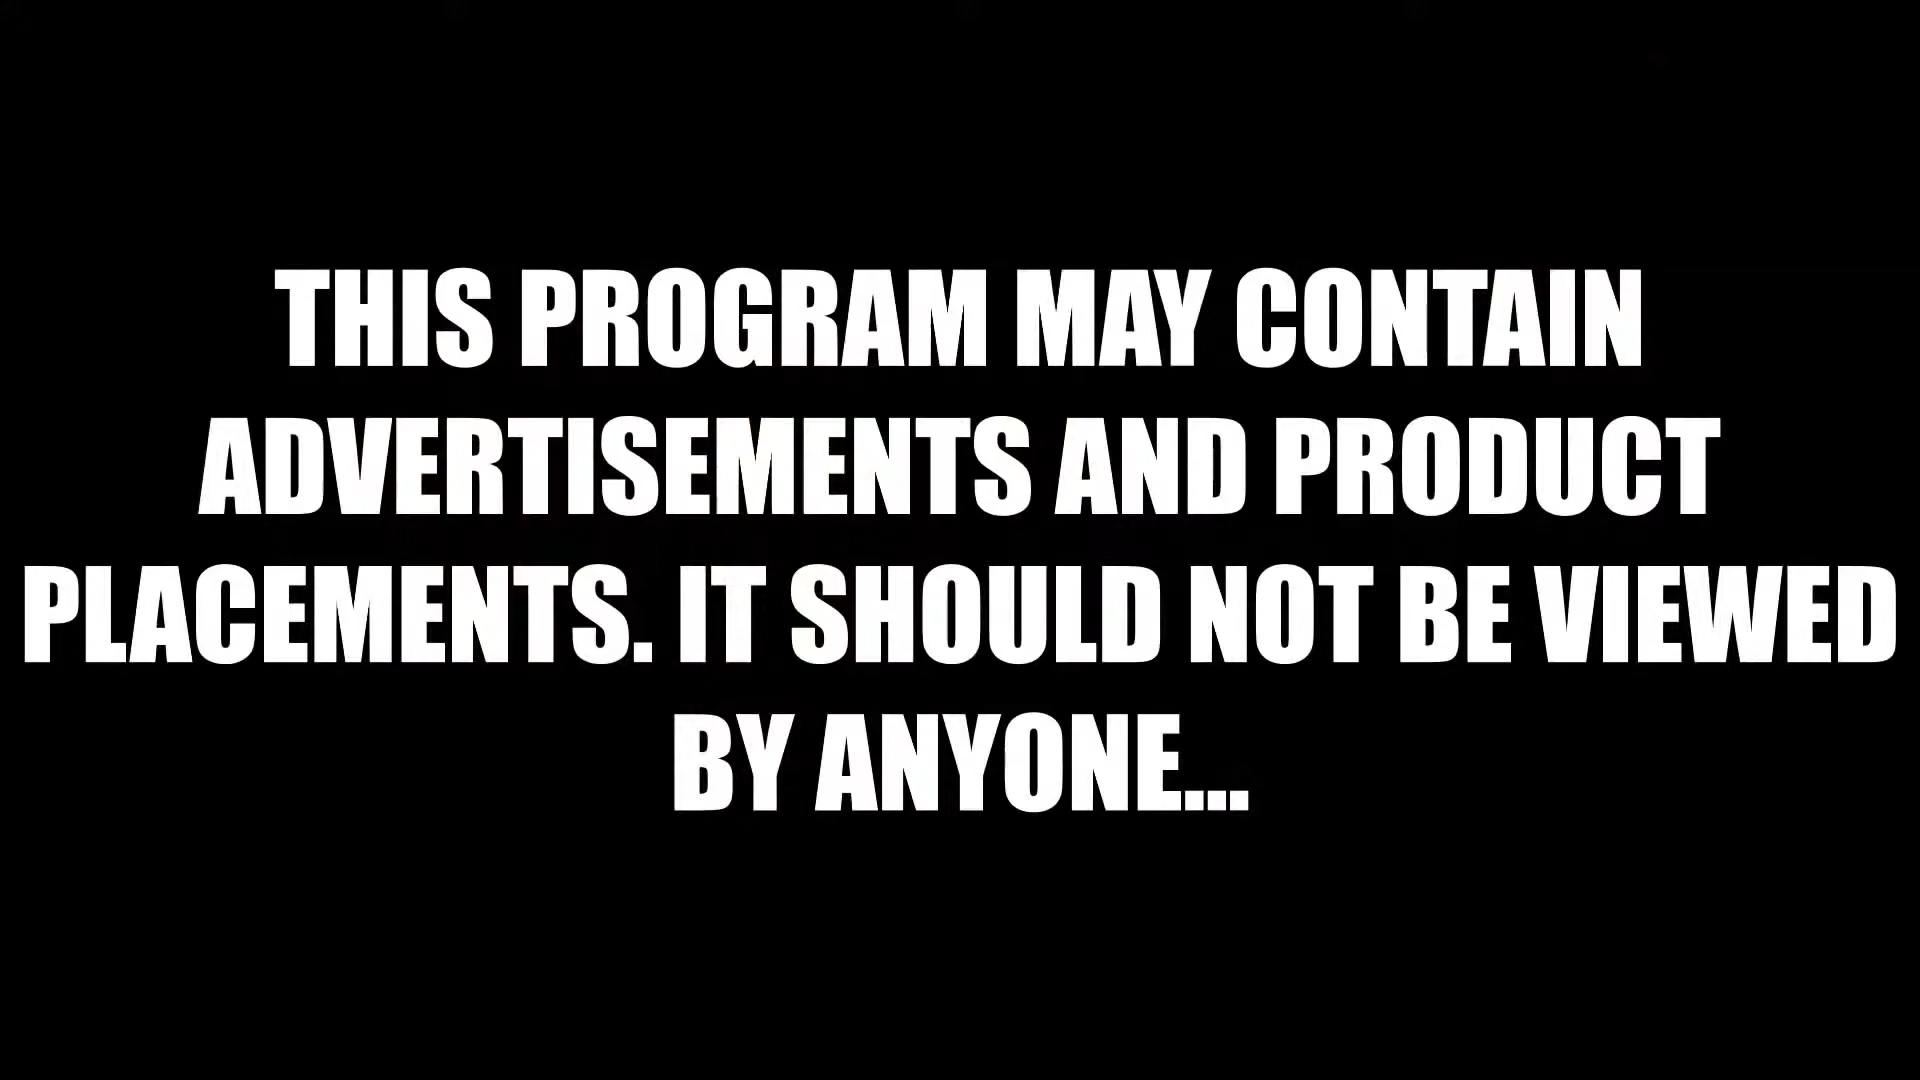 THIS PROGRAM MAY CONTAIN
ADVERTISEMENTS AND PRODUCT
PLACEMENTS. IT SHOULD NOT BE VIEWED
BY ANYONE...